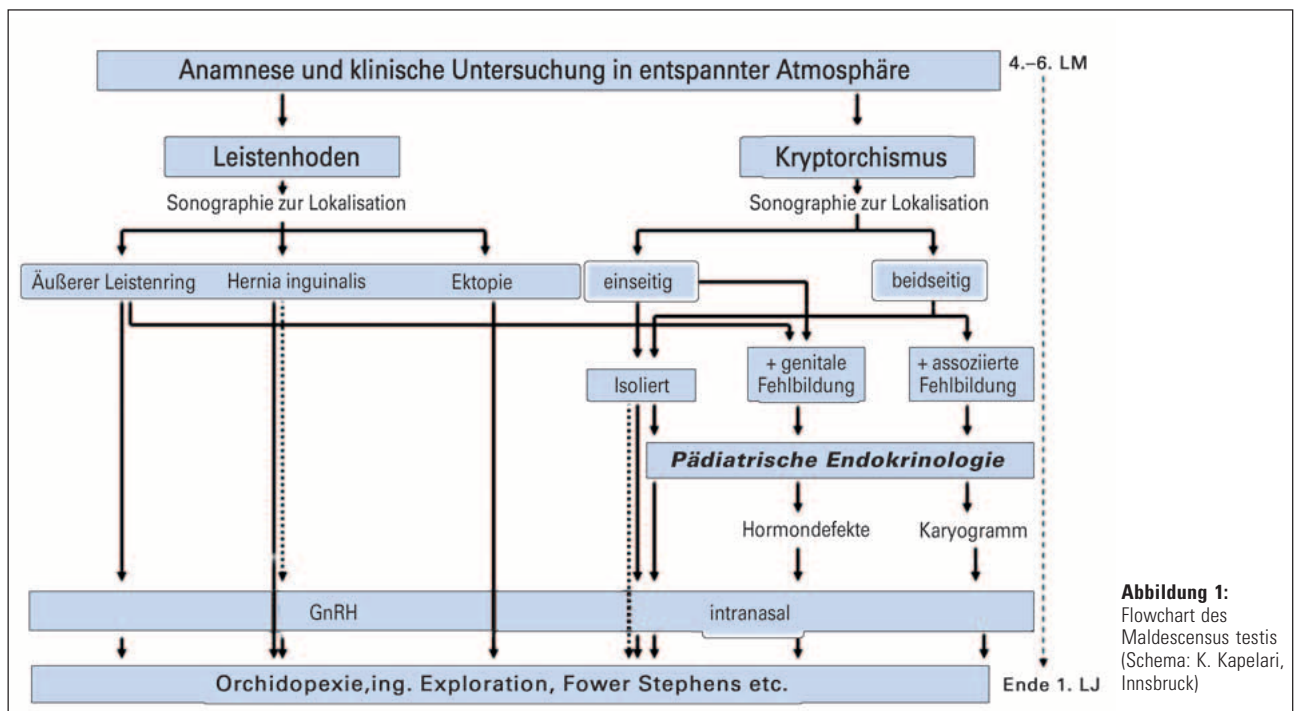 Anamnese und klinische Untersuchung in entspannter Atmosphäre
4.–6. LM
Leistenhoden
Kryptorchismus
Sonographie zur Lokalisation
Sonographie zur Lokalisation
Äußerer Leistenring
Hernia inguinalis
Ektopie
einseitig
beidseitig
Isoliert
+ genitale
Fehlbildung
+ assoziierte
Fehlbildung
Pädiatrische Endokrinologie
Hormondefekte
Karyogramm
GnRH
intranasal
Orchidopexie,ing. Exploration, Fower Stephens etc.
Ende 1. LJ
Abbildung 1:
Flowchart des
Maldescensus testis
(Schema: K. Kapelari,
Innsbruck)